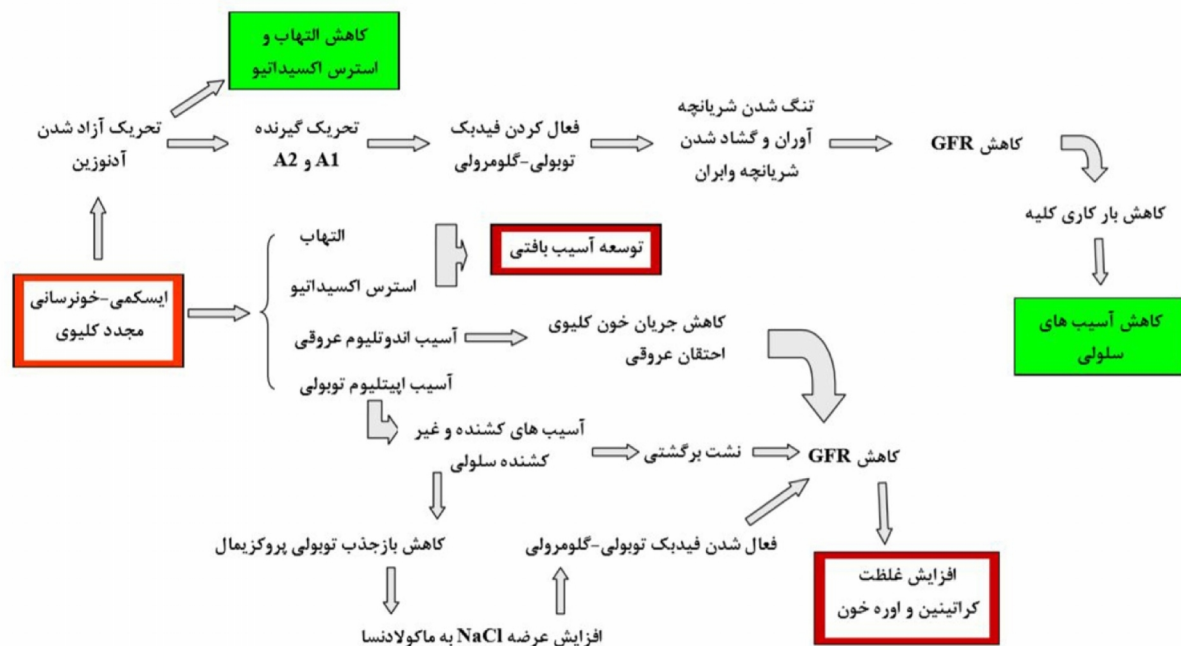 کاهش التهاب و
استرس اکسیداتیو
تحریک آزاد شدن
آدنوزین
تحریک گیرنده
A1 و A2
فعال کردن فیدبک
توبولی-گلومرولی
تنگ شدن شریانچه
آوران و گشاد شدن
شریانچه وابران
کاهش GFR
کاهش بار کاری کلیه
کاهش آسیب های
سلولی
ایسکمی-خونرسانی
مجدد کلیوی
التهاب
استرس اکسیداتیو
توسعه آسیب بافتی
آسیب اندوتلیوم عروقی
کاهش جریان خون کلیوی
احتقان عروقی
آسیب اپیتلیوم توبولی
آسیب های کشنده و غیر
کشنده سلولی
نشت برگشتی
کاهش GFR
کاهش بازجذب توبولی پروکزیمال
افزایش عرضه NaCl به ماکولادنسا
فعال شدن فیدبک توبولی-گلومرولی
افزایش غلظت
کراتینین و اوره خون